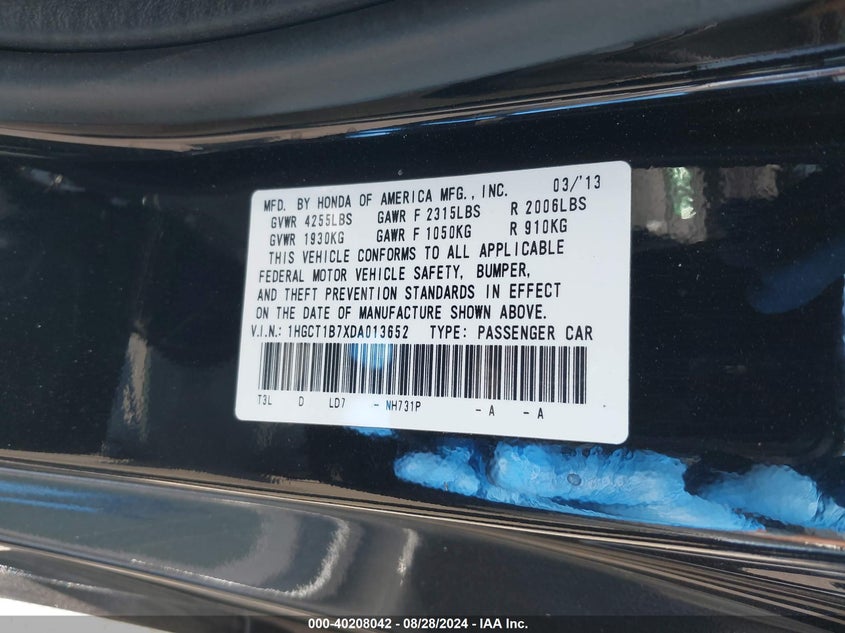 MFD. BY HONDA OF AMERICA MFG., INC. 03/'13
GVWR 4255LBS GAWR F 2315LBS R 2006LBS
GVWR 1930KG GAWR F 1050KG R 910KG
THIS VEHICLE CONFORMS TO ALL APPLICABLE
FEDERAL MOTOR VEHICLE SAFETY, BUMPER,
AND THEFT PREVENTION STANDARDS IN EFFECT
ON THE DATE OF MANUFACTURE SHOWN ABOVE.
V.I.N.: 1HGCT1B7XDA013652 TYPE: PASSENGER CAR
T3L D LD7 - NH731P - A - A
000-40208042 - 08/28/2024 - IAA Inc.